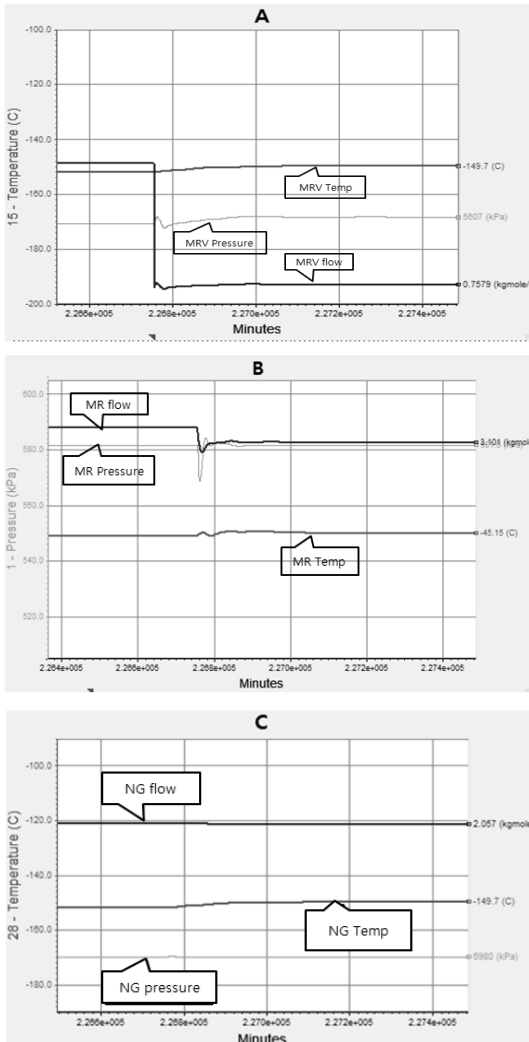 A
-100.0
-120.0
-140.0
-160.0
-180.0
-200.0
15 - Temperature (C)
-149.7 (C)
MRV Temp
5607 (kPa)
MRV Pressure
MRV flow
0.7579 (kgmole/
2.266e+005 2.268e+005 2.270e+005 2.272e+005 2.274e+005
Minutes
B
600.0
580.0
560.0
540.0
520.0
1 - Pressure (kPa)
MR flow
3.101 (kgmol
MR Pressure
-45.15 (C)
MR Temp
2.264e+005 2.266e+005 2.268e+005 2.270e+005 2.272e+005 2.274e+005
Minutes
C
-100.0
-120.0
-140.0
-160.0
-180.0
28 - Temperature (C)
NG flow
2.057 (kgmole
-149.7 (C)
NG Temp
(kPa)
NG pressure
2.266e+005 2.268e+005 2.270e+005 2.272e+005 2.274e+005
Minutes